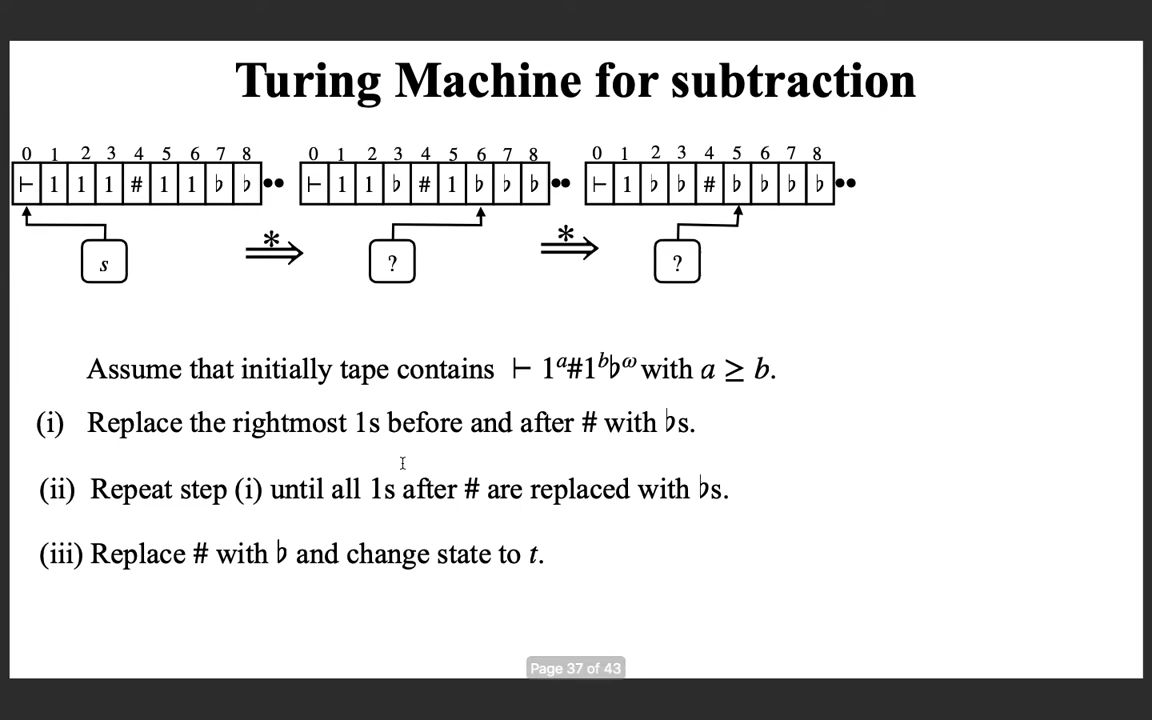 Turing Machine for subtraction
0 1 2 3 4 5 6 7 8 0 1 2 3 4 5 6 7 8 0 1 2 3 4 5 6 7 8
⊢ 1 1 1 # 1 1 ♭ ♭ •• ⊢ 1 1 ♭ # 1 ♭ ♭ ♭ •• ⊢ 1 ♭ ♭ # ♭ ♭ ♭ ♭ ••
s *⟹ ? *⟹ ?
Assume that initially tape contains ⊢ 1ᵃ#1ᵇ♭^ω with a ≥ b.
(i) Replace the rightmost 1s before and after # with ♭s.
(ii) Repeat step (i) until all 1s after # are replaced with ♭s.
(iii) Replace # with ♭ and change state to t.
Page 37 of 43